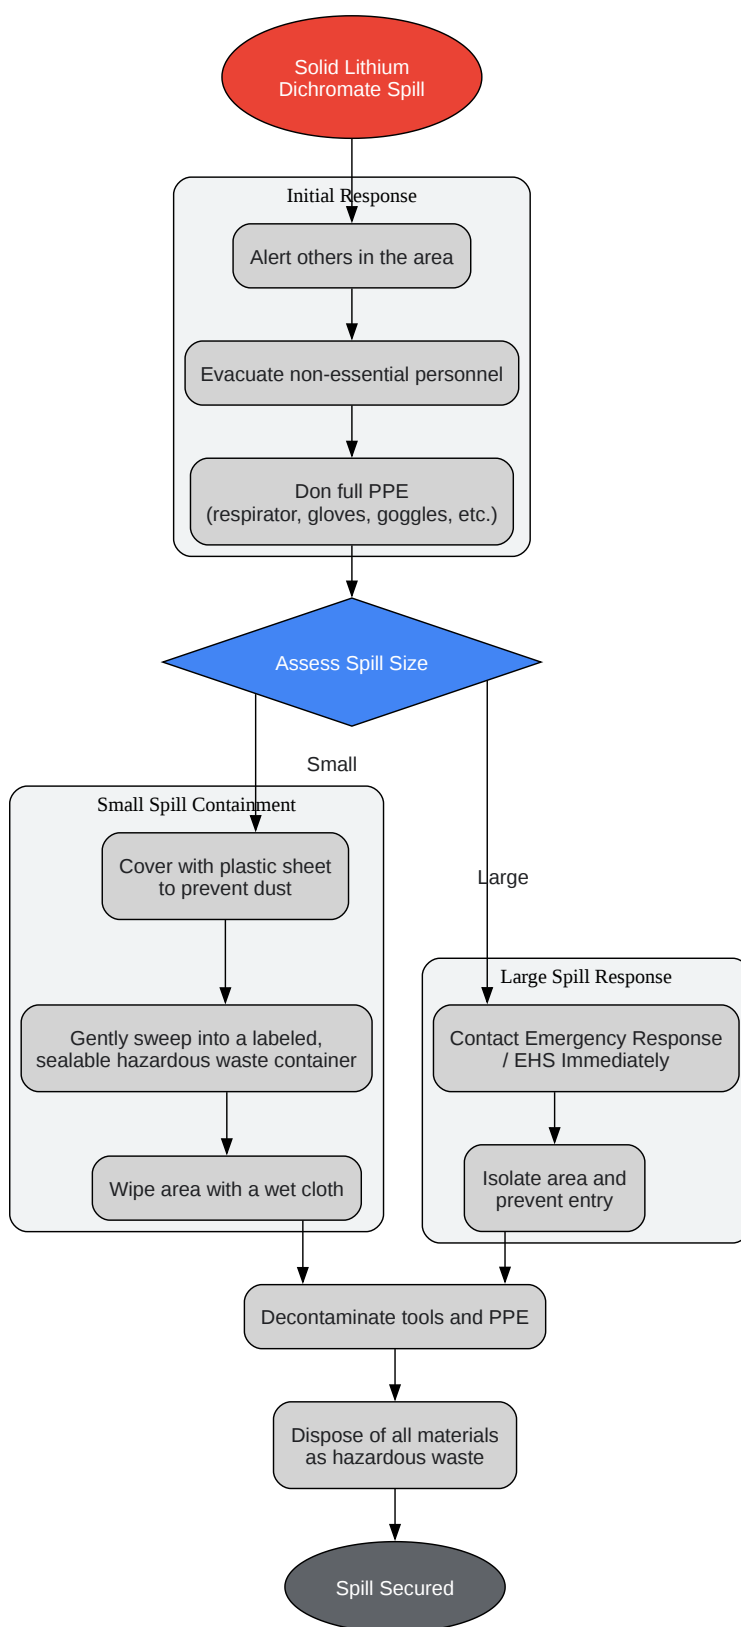 Solid Lithium
Dichromate Spill
Initial Response
Alert others in the area
Evacuate non-essential personnel
Don full PPE
(respirator, gloves, goggles, etc.)
Assess Spill Size
Small
Small Spill Containment
Cover with plastic sheet
to prevent dust
Large
Large Spill Response
Gently sweep into a labeled,
sealable hazardous waste container
Contact Emergency Response
/ EHS Immediately
Wipe area with a wet cloth
Isolate area and
prevent entry
Decontaminate tools and PPE
Dispose of all materials
as hazardous waste
Spill Secured